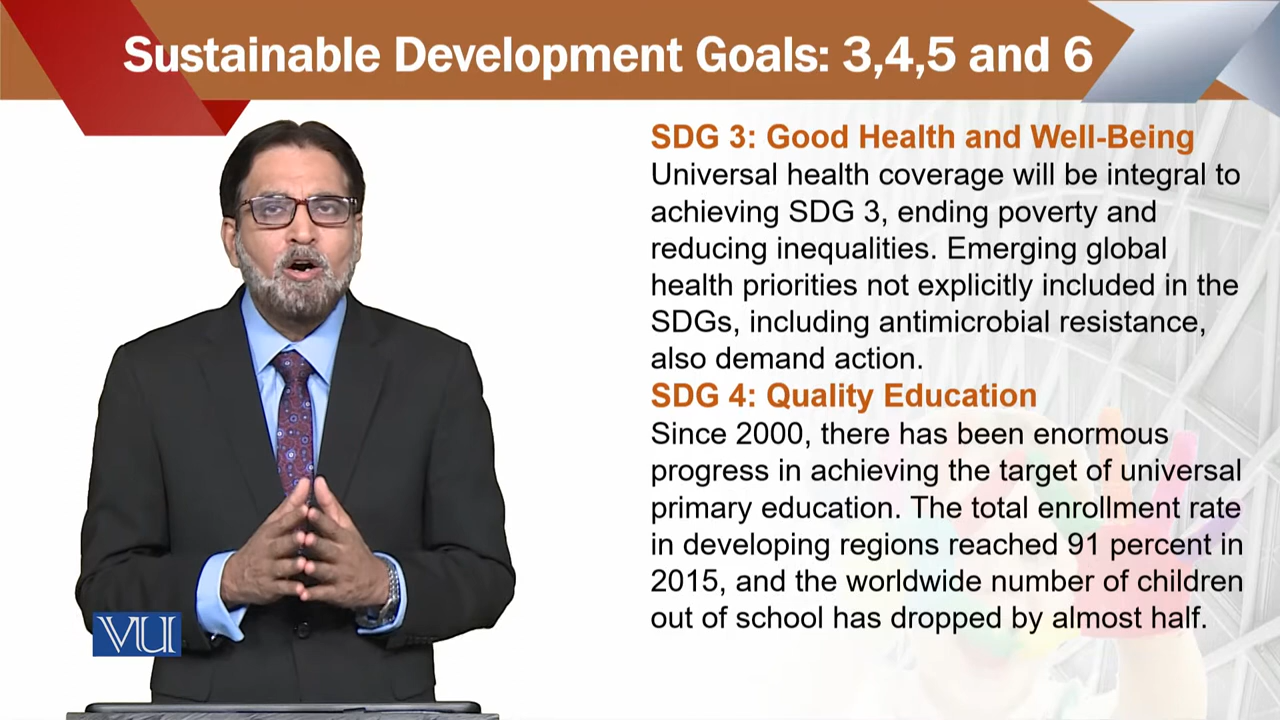 Sustainable Development Goals: 3,4,5 and 6
SDG 3: Good Health and Well-Being
Universal health coverage will be integral to
achieving SDG 3, ending poverty and
reducing inequalities. Emerging global
health priorities not explicitly included in the
SDGs, including antimicrobial resistance,
also demand action.
SDG 4: Quality Education
Since 2000, there has been enormous
progress in achieving the target of universal
primary education. The total enrollment rate
in developing regions reached 91 percent in
2015, and the worldwide number of children
out of school has dropped by almost half.
VU